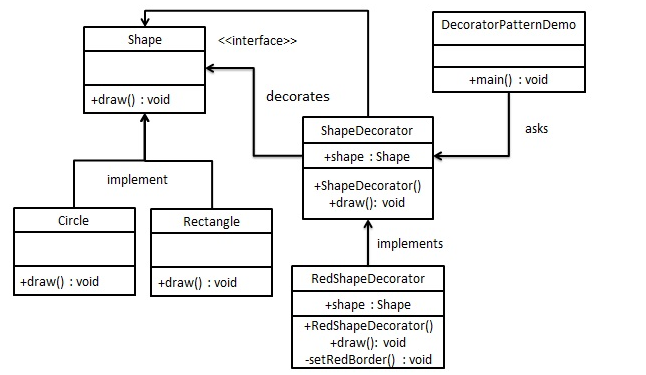 Shape
<<interface>>
+draw() : void
DecoratorPatternDemo
+main() : void
decorates
asks
ShapeDecorator
+shape : Shape
+ShapeDecorator()
+draw(): void
implement
Circle
+draw() : void
Rectangle
+draw() : void
implements
RedShapeDecorator
+shape : Shape
+RedShapeDecorator()
+draw(): void
-setRedBorder() : void